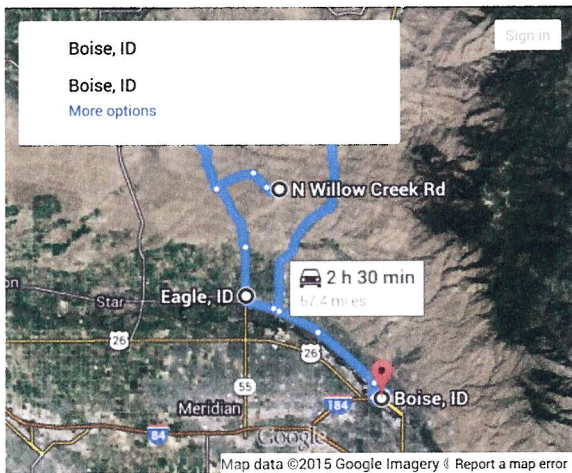 Boise, ID
Sign in
Boise, ID
More options
N Willow Creek Rd
2 h 30 min
57.4 miles
Eagle, ID
Star
26
26
55
Meridian
184
Boise, ID
84
Google
Map data ©2015 Google Imagery
Report a map error